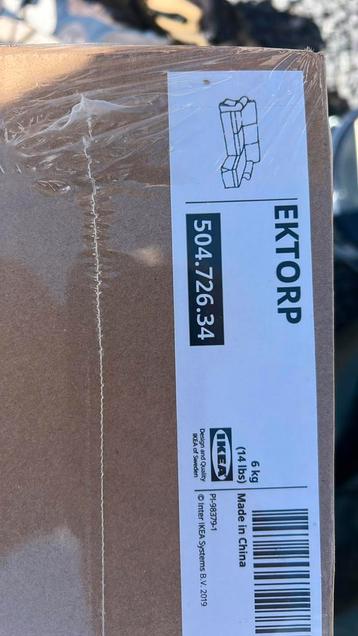 EKTORP
504.726.34
6 kg
(14 lbs)
IKEA
Design and Quality
IKEA of Sweden
Made in China
PI-98379-1
© Inter IKEA Systems B.V. 2019